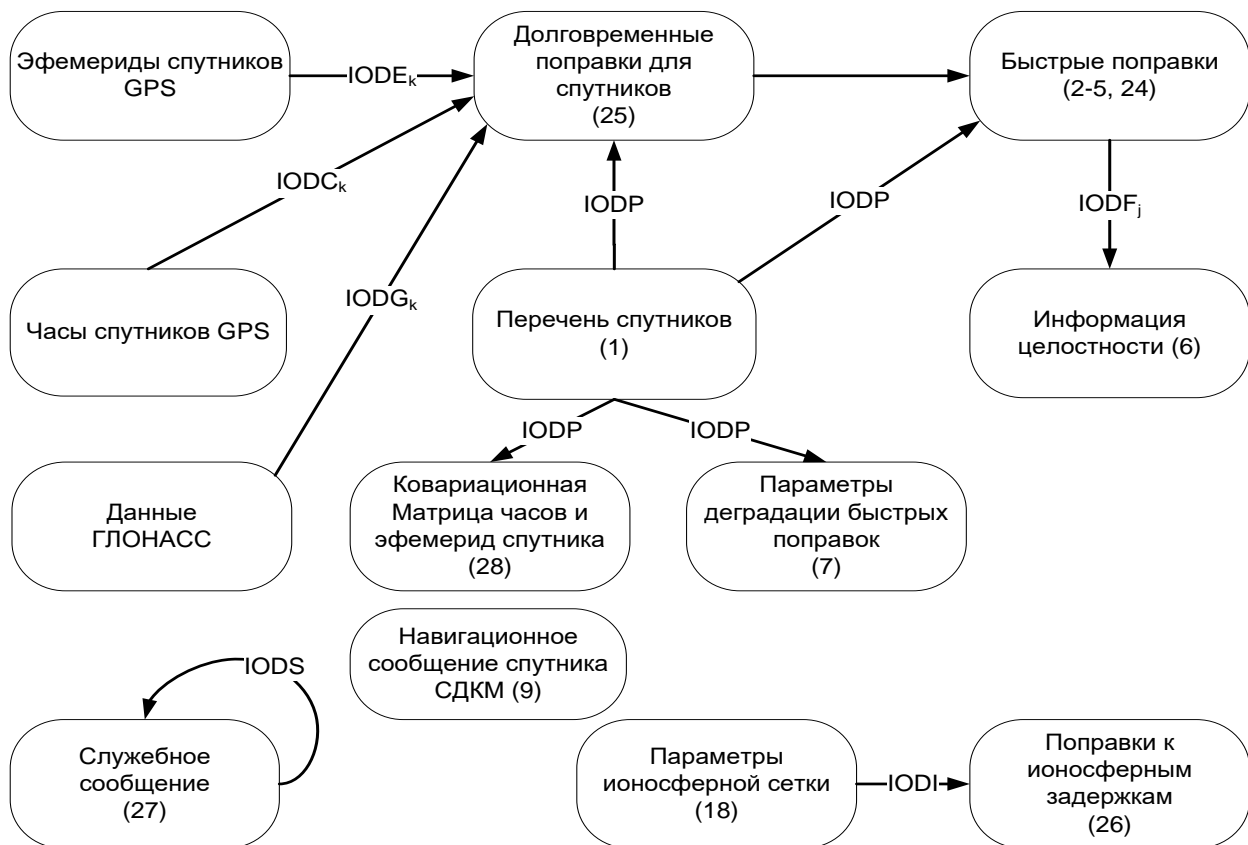 Эфемериды спутников
GPS
IODEₖ
Долговременные
поправки для
спутников
(25)
Быстрые поправки
(2-5, 24)
IODCₖ
IODP
IODP
IODFⱼ
Часы спутников GPS
IODGₖ
Перечень спутников
(1)
Информация
целостности (6)
IODP
IODP
Данные
ГЛОНАСС
Ковариационная
Матрица часов и
эфемерид спутника
(28)
Параметры
деградации быстрых
поправок
(7)
Навигационное
сообщение спутника
СДКМ (9)
IODS
Служебное
сообщение
(27)
Параметры
ионосферной сетки
(18)
IODI
Поправки к
ионосферным
задержкам
(26)